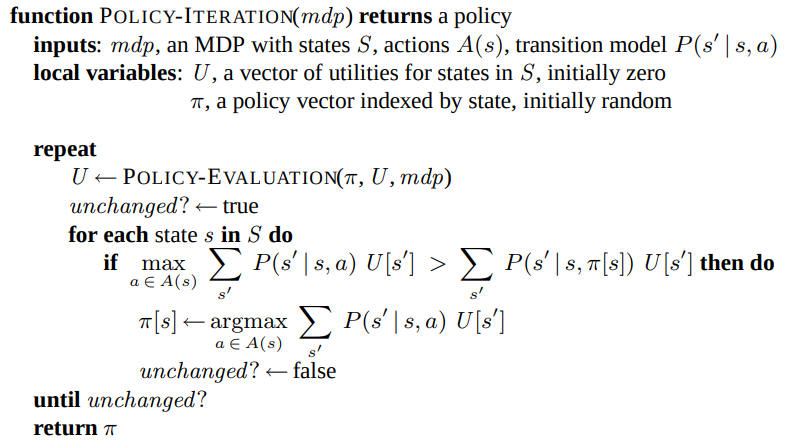 function POLICY-ITERATION(mdp) returns a policy
inputs: mdp, an MDP with states S, actions A(s), transition model P(s′ | s, a)
local variables: U, a vector of utilities for states in S, initially zero
π, a policy vector indexed by state, initially random
repeat
U ← POLICY-EVALUATION(π, U, mdp)
unchanged? ← true
for each state s in S do
if max a ∈ A(s) ∑ s′ P(s′ | s, a) U[s′] > ∑ s′ P(s′ | s, π[s]) U[s′] then do
π[s] ← argmax a ∈ A(s) ∑ s′ P(s′ | s, a) U[s′]
unchanged? ← false
until unchanged?
return π